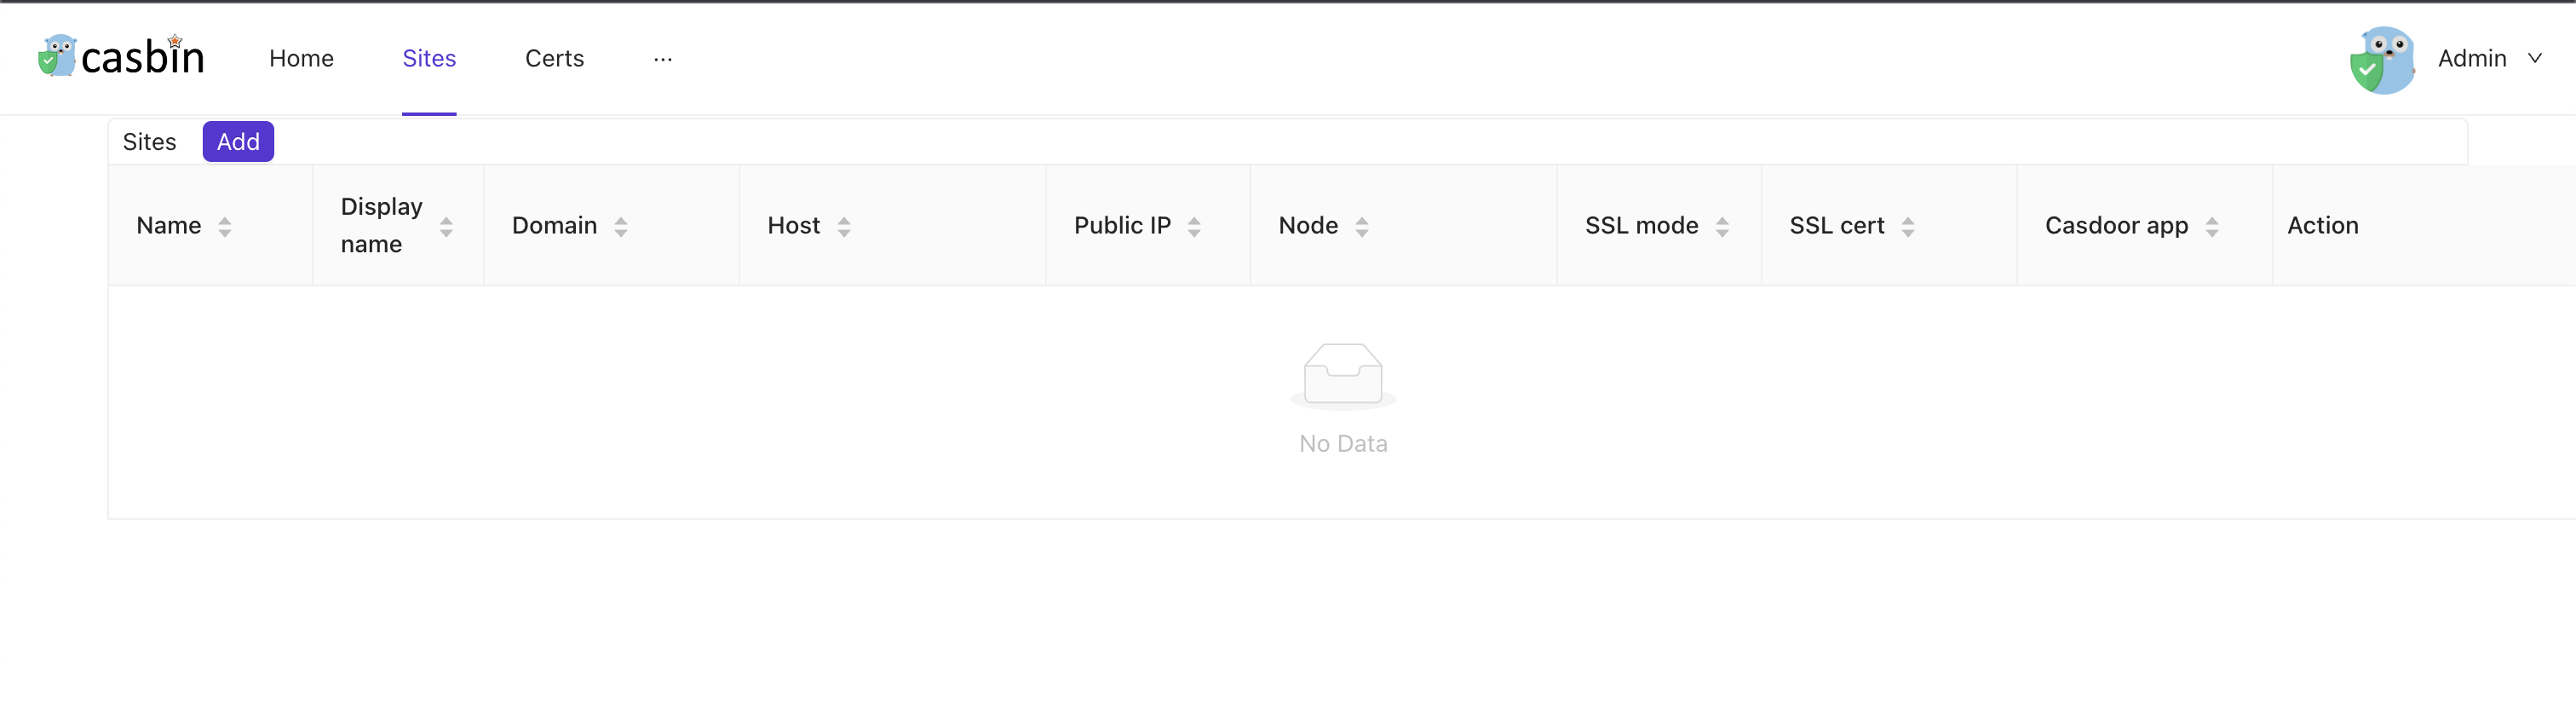 casbin Home Sites Certs ··· Admin
Sites Add
Name Display name Domain Host Public IP Node SSL mode SSL cert Casdoor app Action
No Data